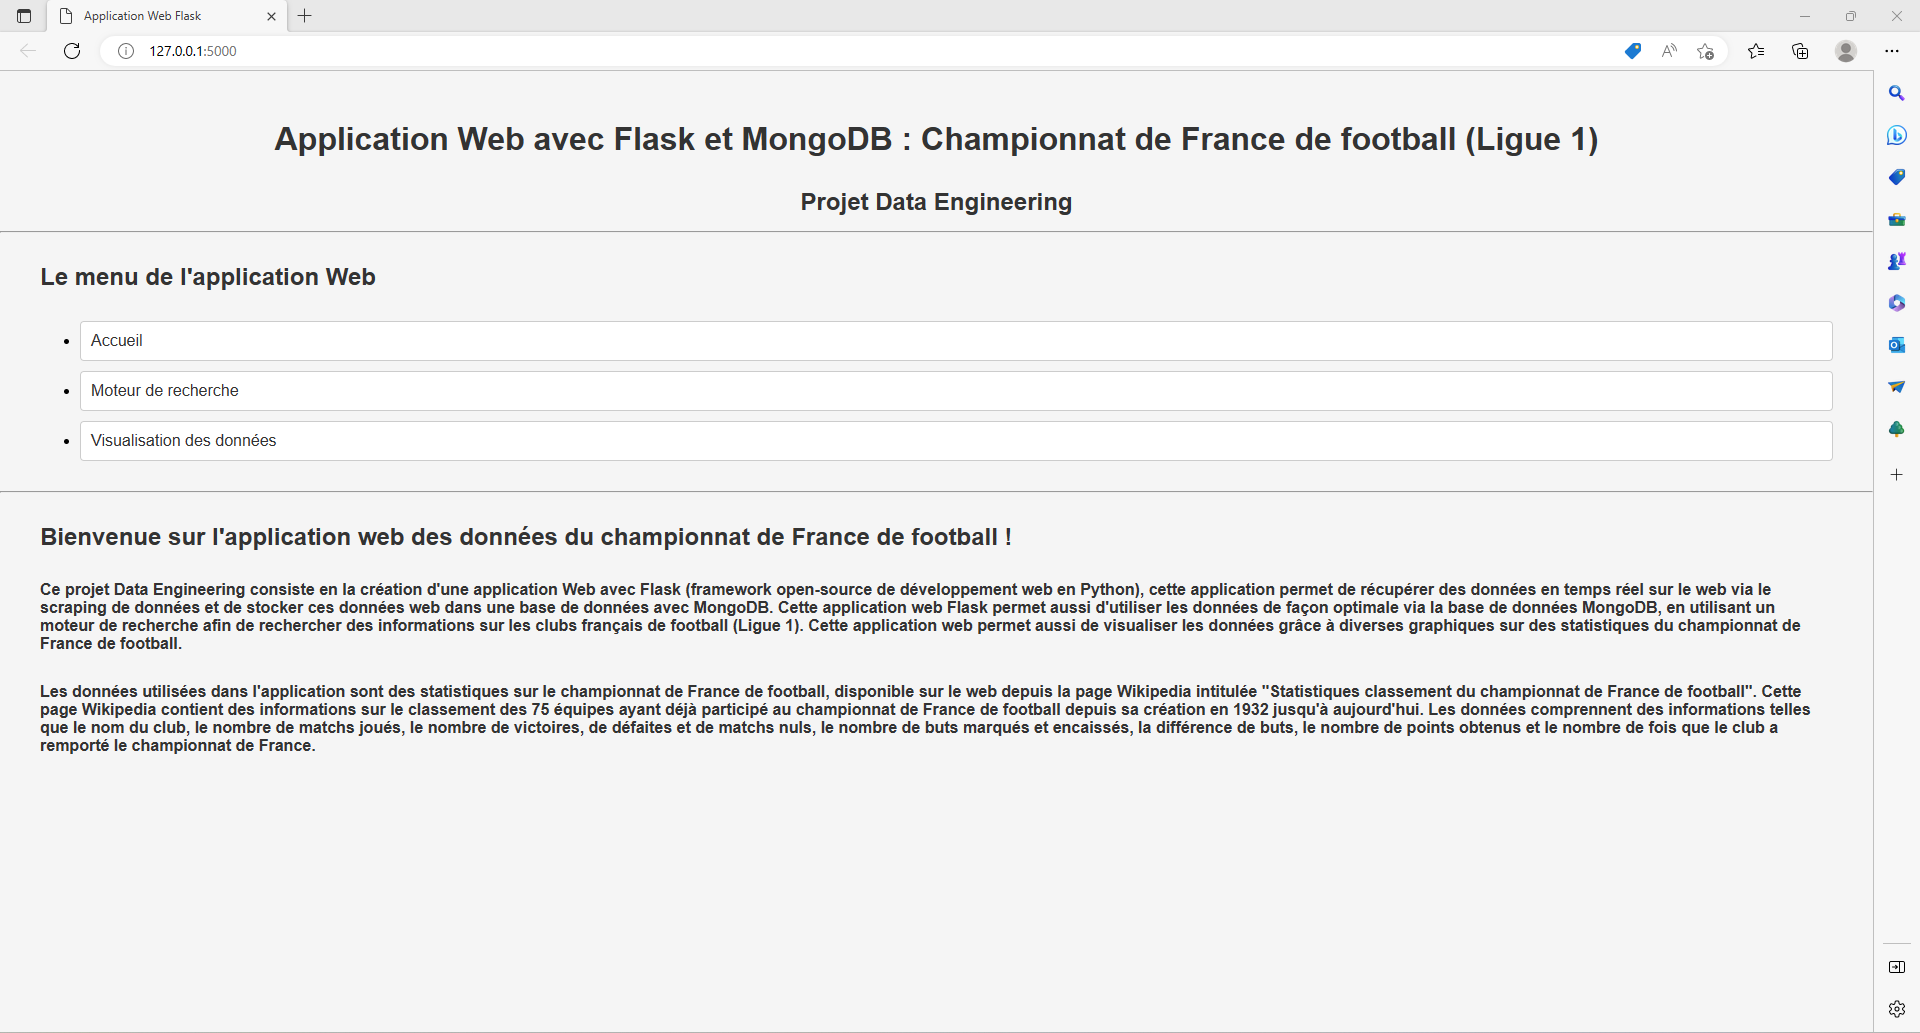 Application Web Flask
127.0.0.1:5000
Application Web avec Flask et MongoDB : Championnat de France de football (Ligue 1)
Projet Data Engineering
Le menu de l'application Web
Accueil
Moteur de recherche
Visualisation des données
Bienvenue sur l'application web des données du championnat de France de football !
Ce projet Data Engineering consiste en la création d'une application Web avec Flask (framework open-source de développement web en Python), cette application permet de récupérer des données en temps réel sur le web via le
scraping de données et de stocker ces données web dans une base de données avec MongoDB. Cette application web Flask permet aussi d'utiliser les données de façon optimale via la base de données MongoDB, en utilisant un
moteur de recherche afin de rechercher des informations sur les clubs français de football (Ligue 1). Cette application web permet aussi de visualiser les données grâce à diverses graphiques sur des statistiques du championnat de
France de football.
Les données utilisées dans l'application sont des statistiques sur le championnat de France de football, disponible sur le web depuis la page Wikipedia intitulée "Statistiques classement du championnat de France de football". Cette
page Wikipedia contient des informations sur le classement des 75 équipes ayant déjà participé au championnat de France de football depuis sa création en 1932 jusqu'à aujourd'hui. Les données comprennent des informations telles
que le nom du club, le nombre de matchs joués, le nombre de victoires, de défaites et de matchs nuls, le nombre de buts marqués et encaissés, la différence de buts, le nombre de points obtenus et le nombre de fois que le club a
remporté le championnat de France.